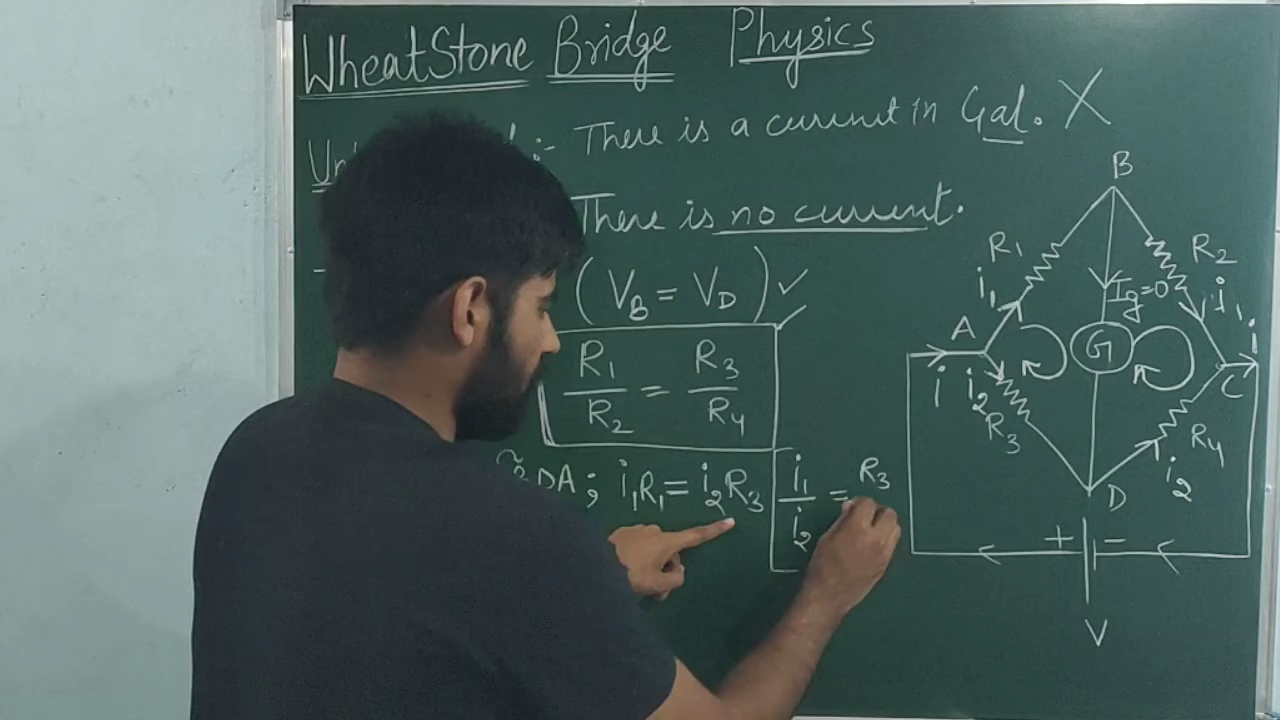 WheatStone Bridge Physics
:- There is a current in Gal. X
There is no current.
(V_B = V_D) ✓
R1/R2 = R3/R4
DA; i1R1 = i2R3
i1/i2 = R3
B
R1
R2
i1
Ig=0
i1
A
G
i
i
i2
C
R3
R4
D
i2
+ -
V